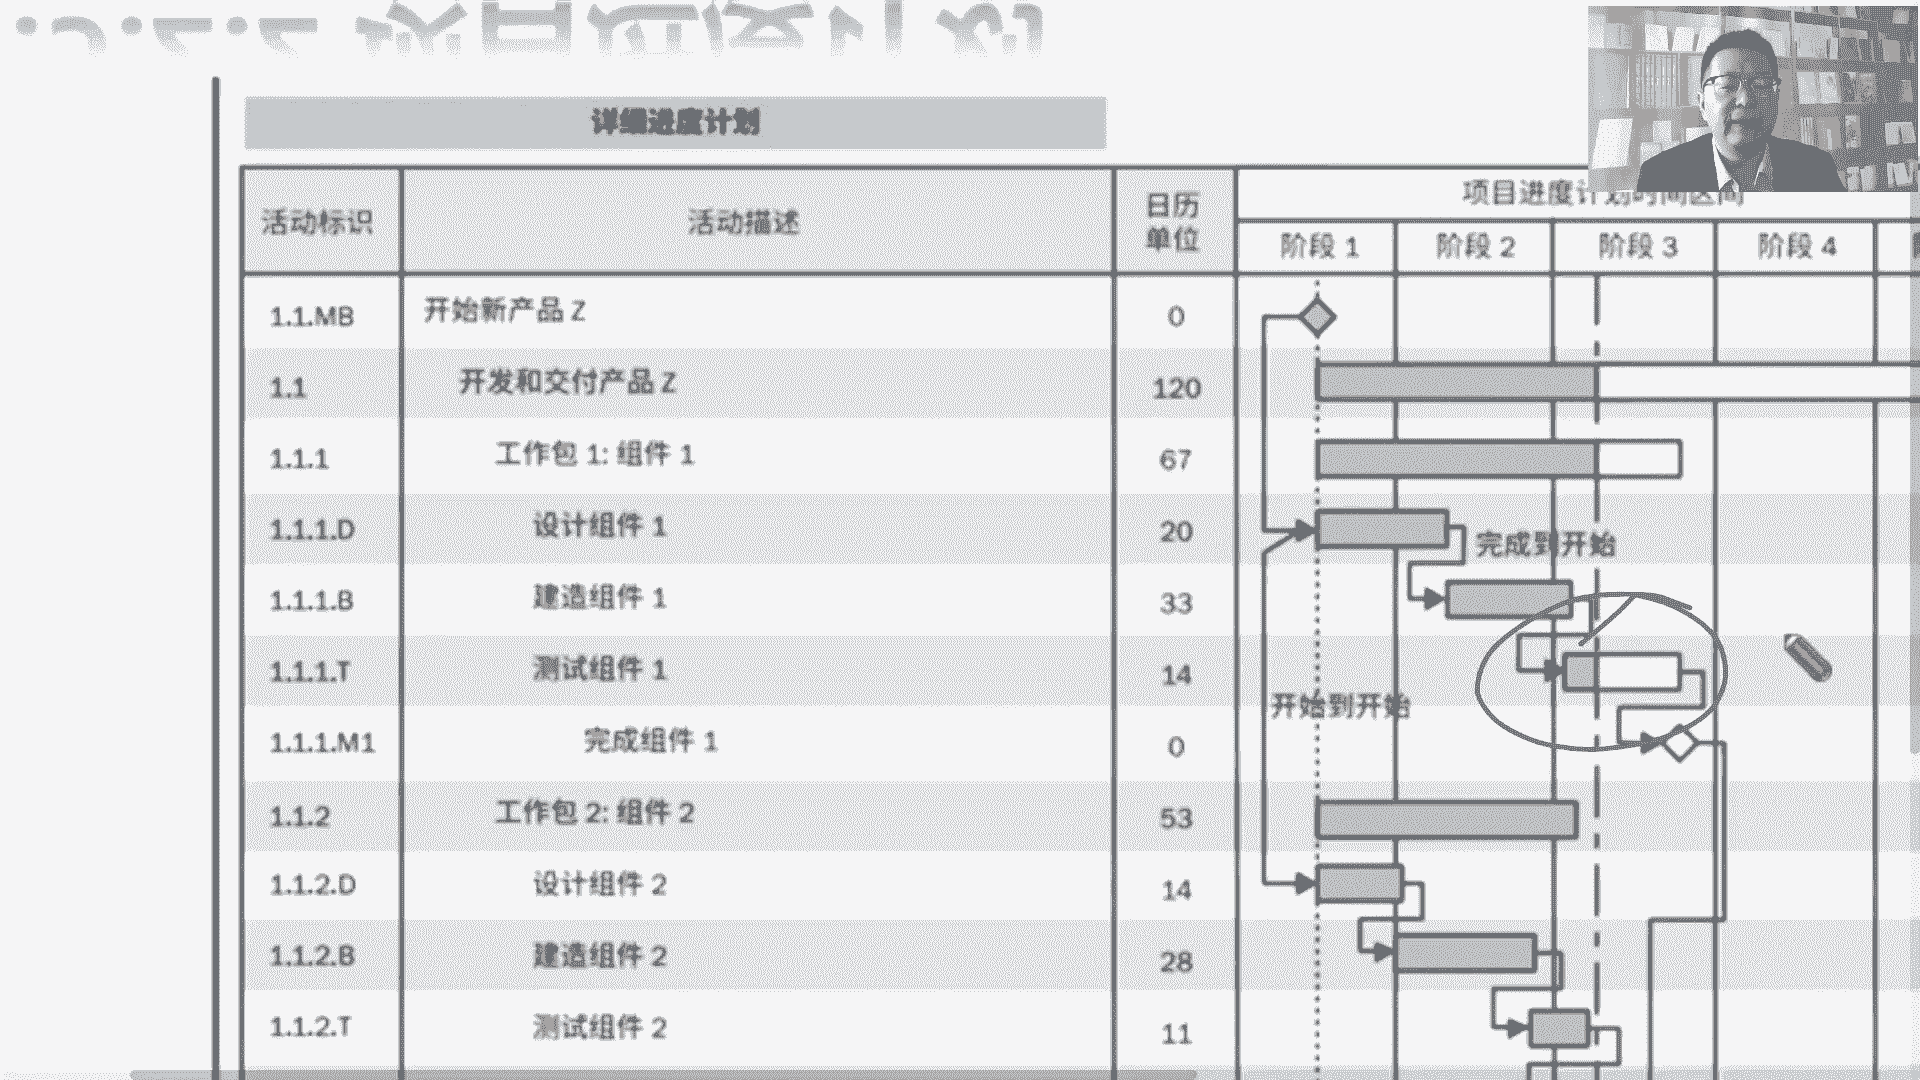 详细进度计划
活动标识 活动描述 日历单位 项目进度计划时间区间
阶段 1 阶段 2 阶段 3 阶段 4
1.1.MB 开始新产品 Z 0
1.1 开发和交付产品 Z 120
1.1.1 工作包 1: 组件 1 67
1.1.1.D 设计组件 1 20
完成到开始
1.1.1.B 建造组件 1 33
1.1.1.T 测试组件 1 14
开始到开始
1.1.1.M1 完成组件 1 0
1.1.2 工作包 2: 组件 2 53
1.1.2.D 设计组件 2 14
1.1.2.B 建造组件 2 28
1.1.2.T 测试组件 2 11